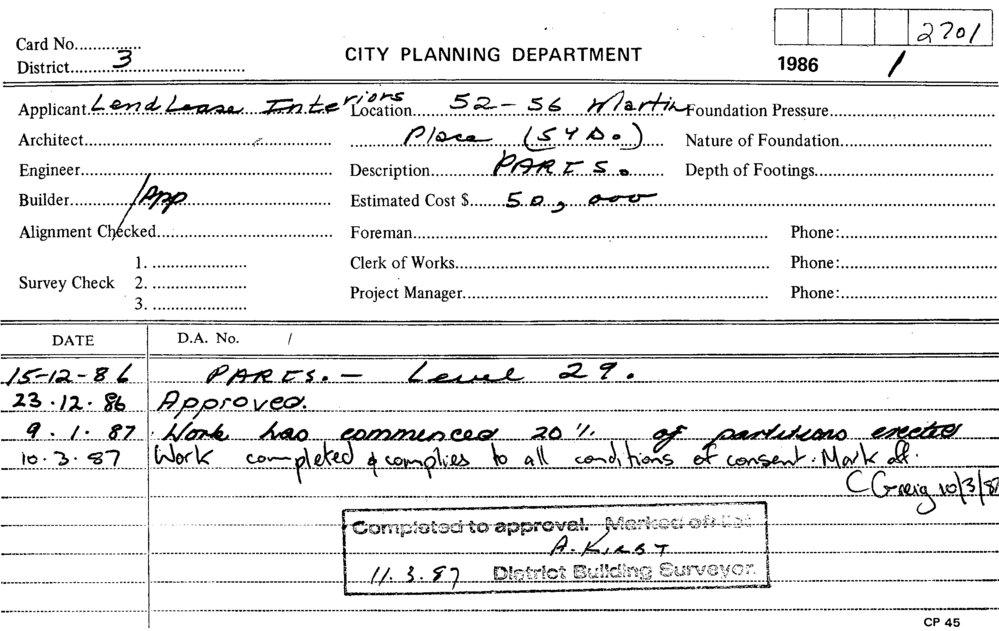 2701
Card No.
District 3
CITY PLANNING DEPARTMENT
1986 /
Applicant Lend Lease Interiors Location 52-56 Martin Foundation Pressure
Architect Place (SYD.) Nature of Foundation
Engineer Description PARTS. Depth of Footings
Builder App Estimated Cost $ 50,000
Alignment Checked Foreman Phone:
1. Clerk of Works Phone:
Survey Check 2.
Project Manager Phone:
3.
DATE D.A. No. /
15-12-86 PARTS. - Level 29.
23.12.86 Approved.
9.1.87 Work has commenced 20% of partitions erected
10.3.87 Work completed & complies to all conditions of consent. Mark off.
C Greig 10/3/87
Completed to approval. Marked off list
A. KIRBY
11.3.87 District Building Surveyor.
CP 45